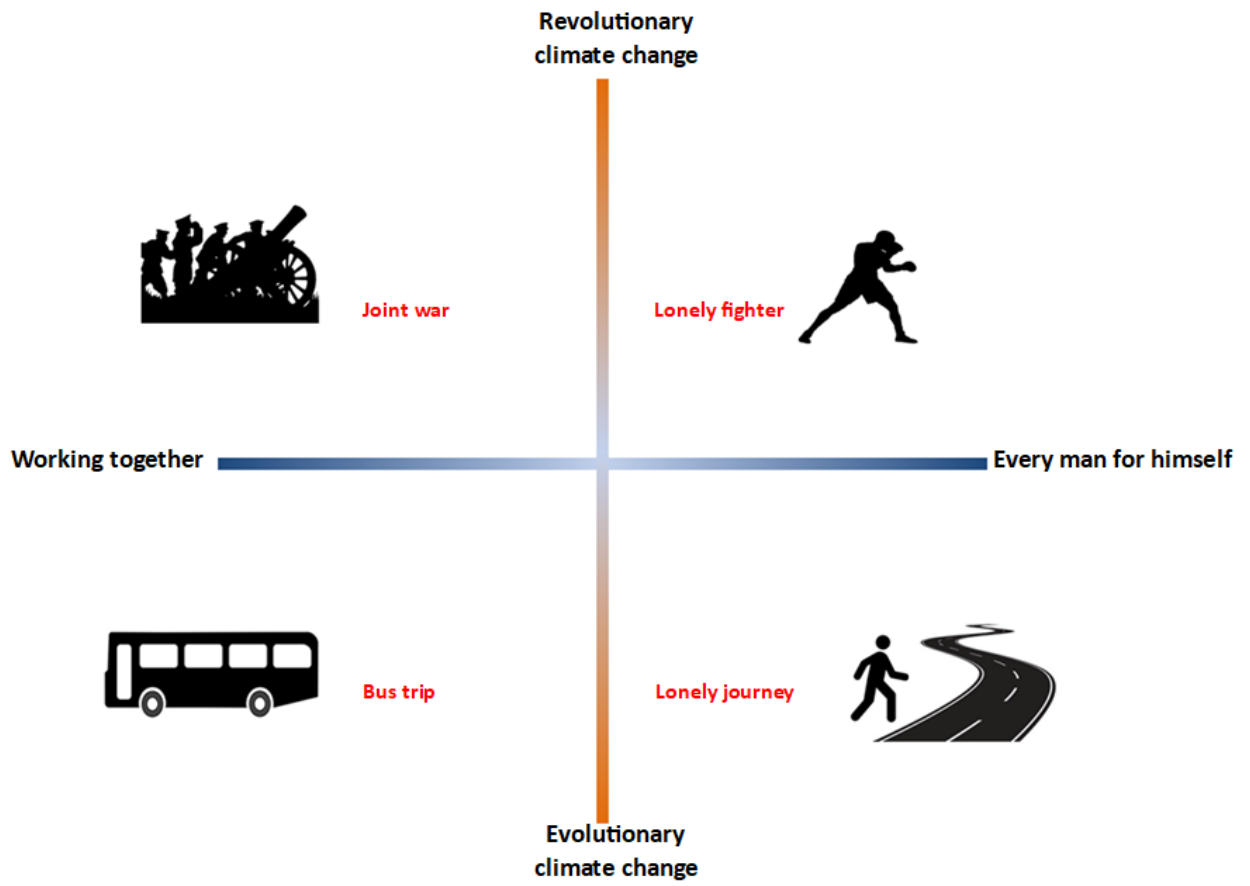 Revolutionary
climate change
Joint war
Lonely fighter
Working together
Every man for himself
Bus trip
Lonely journey
Evolutionary
climate change